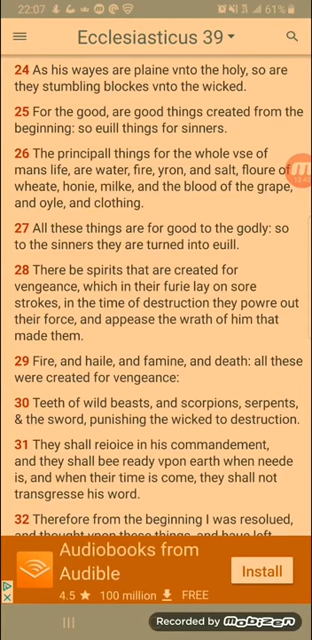 22:07
61%
Ecclesiasticus 39
24 As his wayes are plaine vnto the holy, so are
they stumbling blockes vnto the wicked.
25 For the good, are good things created from the
beginning: so euill things for sinners.
26 The principall things for the whole vse of
mans life, are water, fire, yron, and salt, floure of
wheate, honie, milke, and the blood of the grape,
and oyle, and clothing.
27 All these things are for good to the godly: so
to the sinners they are turned into euill.
28 There be spirits that are created for
vengeance, which in their furie lay on sore
strokes, in the time of destruction they powre out
their force, and appease the wrath of him that
made them.
29 Fire, and haile, and famine, and death: all these
were created for vengeance:
30 Teeth of wild beasts, and scorpions, serpents,
& the sword, punishing the wicked to destruction.
31 They shall reioice in his commandement,
and they shall bee ready vpon earth when neede
is, and when their time is come, they shall not
transgresse his word.
32 Therefore from the beginning I was resolued,
and thought vpon these things, and haue left
Audiobooks from
Audible
Install
4.5 ★ 100 million FREE
Recorded by mobizen